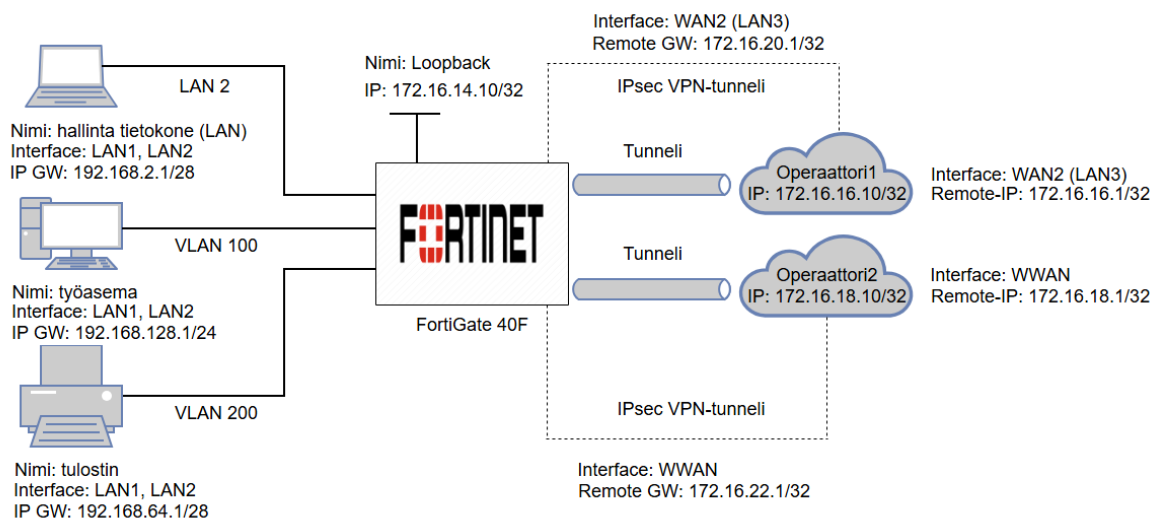 LAN 2
Nimi: hallinta tietokone (LAN)
Interface: LAN1, LAN2
IP GW: 192.168.2.1/28
VLAN 100
Nimi: työasema
Interface: LAN1, LAN2
IP GW: 192.168.128.1/24
VLAN 200
Nimi: tulostin
Interface: LAN1, LAN2
IP GW: 192.168.64.1/28
Nimi: Loopback
IP: 172.16.14.10/32
FORTINET
FortiGate 40F
Interface: WAN2 (LAN3)
Remote GW: 172.16.20.1/32
IPsec VPN-tunneli
Tunneli
Operaattori1
IP: 172.16.16.10/32
Interface: WAN2 (LAN3)
Remote-IP: 172.16.16.1/32
Tunneli
Operaattori2
IP: 172.16.18.10/32
Interface: WWAN
Remote-IP: 172.16.18.1/32
IPsec VPN-tunneli
Interface: WWAN
Remote GW: 172.16.22.1/32